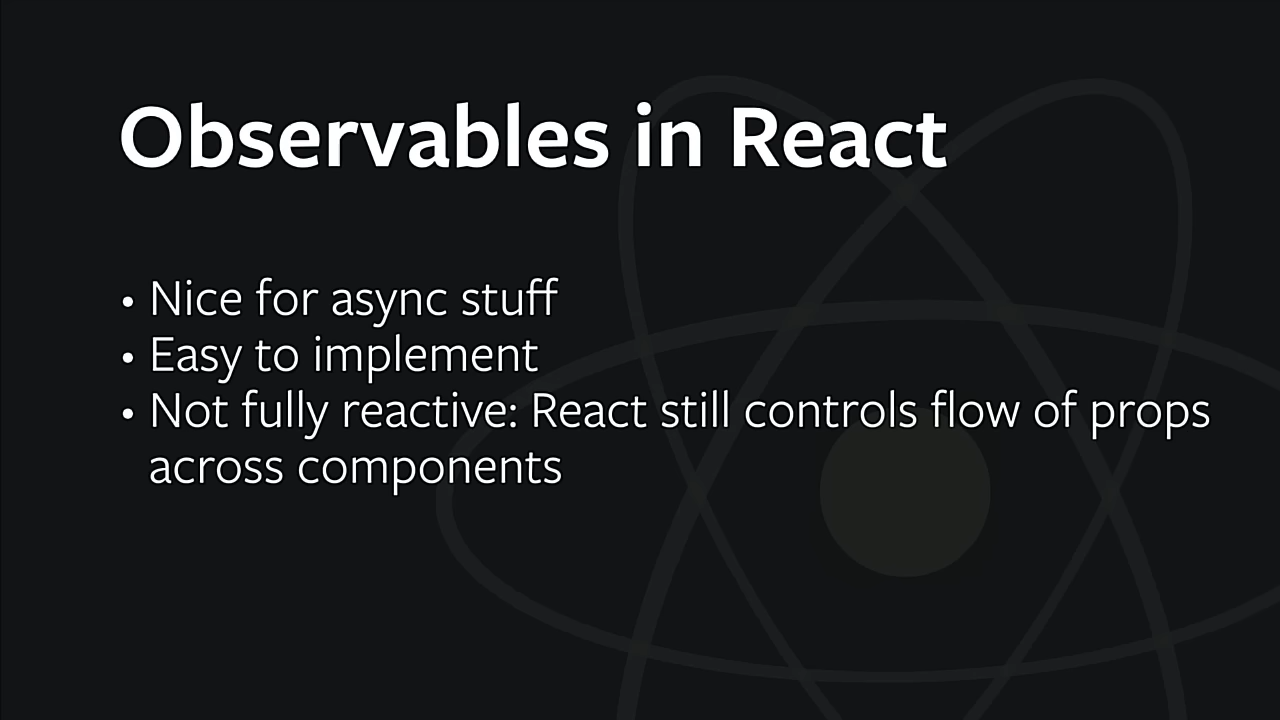 Observables in React
• Nice for async stuff
• Easy to implement
• Not fully reactive: React still controls flow of props
across components